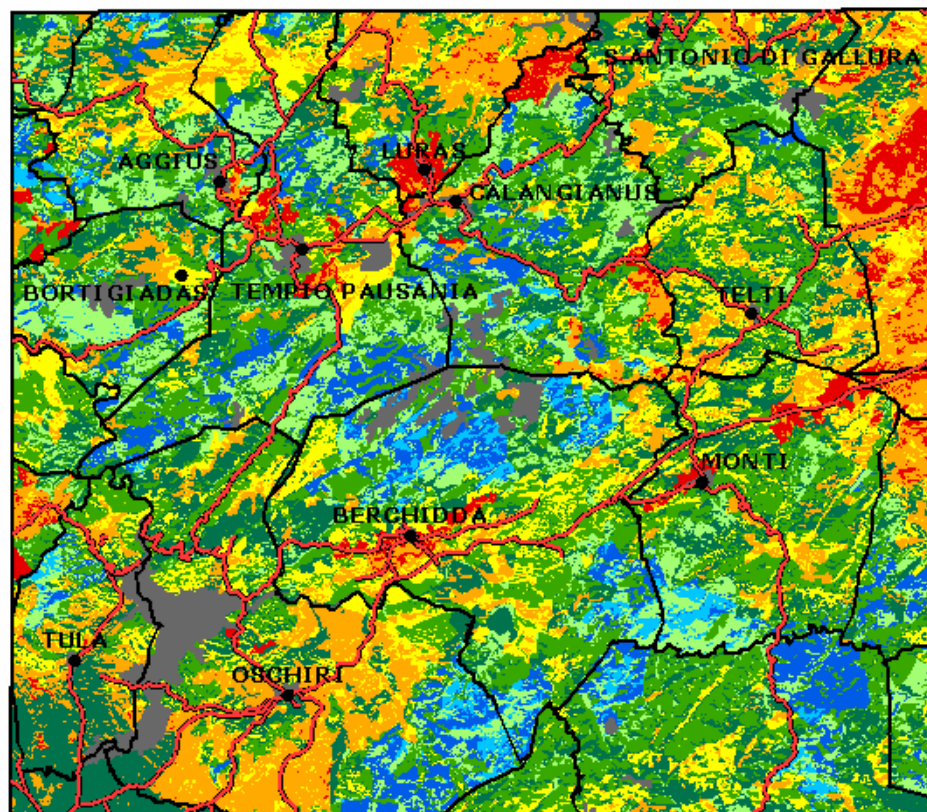 S.ANTONIO DI GALLURA
LURAS
AGGIUS
CALANGIANUS
BORTIGIADAS
TEMPIO PAUSANIA
TELTI
MONTI
BERCHIDDA
TULA
OSCHIRI